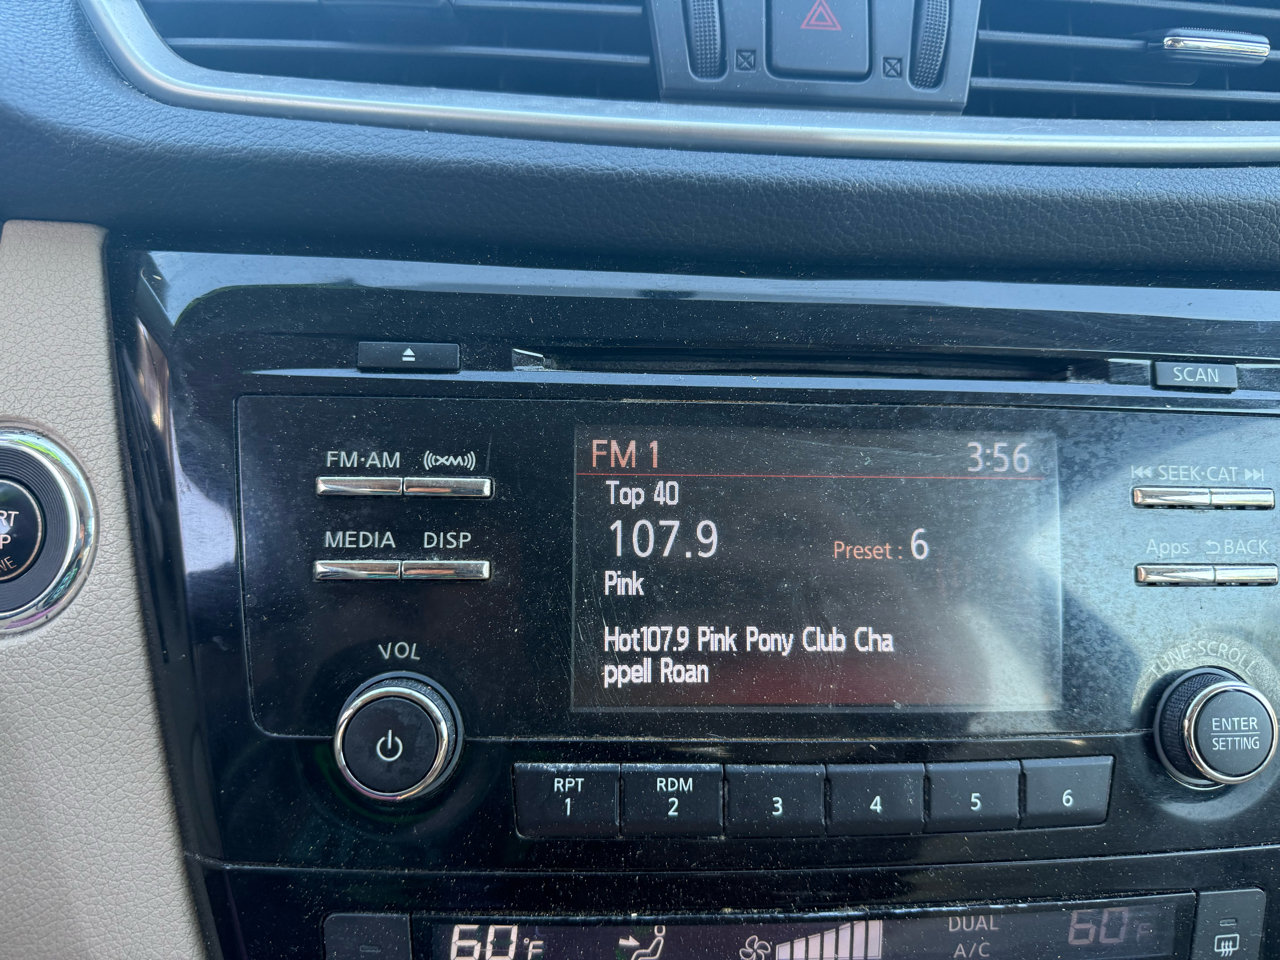 SCAN
FM·AM XM
SEEK·CAT
MEDIA DISP
Apps BACK
FM 1 3:56
Top 40
107.9 Preset : 6
Pink
Hot107.9 Pink Pony Club Cha
ppell Roan
VOL
TUNE·SCROLL
ENTER
SETTING
RPT
1
RDM
2
3
4
5
6
60°F
DUAL
A/C
60°F